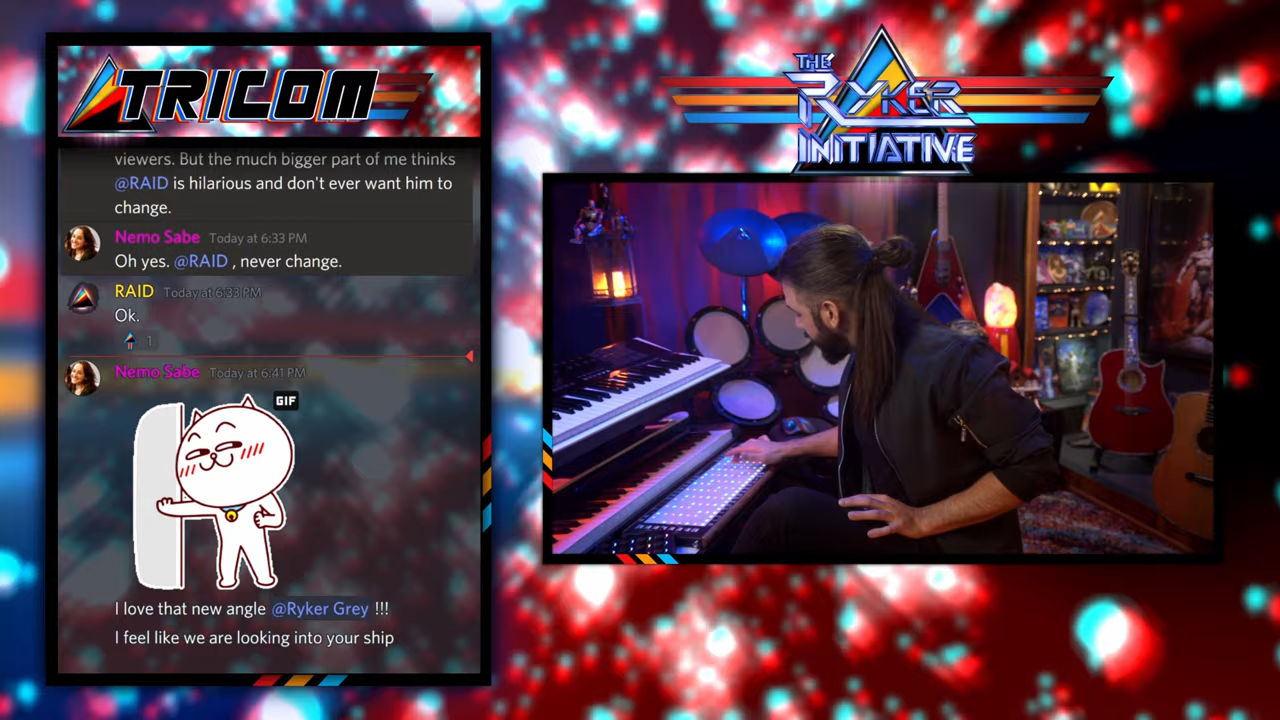 TRICOM
viewers. But the much bigger part of me thinks
@RAID is hilarious and don't ever want him to
change.
Nemo Sabe Today at 6:33 PM
Oh yes. @RAID , never change.
RAID Today at 6:33 PM
Ok.
1
Nemo Sabe Today at 6:41 PM
GIF
I love that new angle @Ryker Grey !!!
I feel like we are looking into your ship
THE
RYKER
INITIATIVE